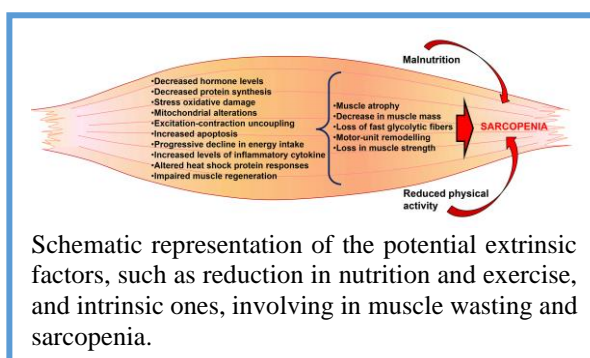 Malnutrition
•Decreased hormone levels
•Decreased protein synthesis
•Stress oxidative damage
•Mitochondrial alterations
•Excitation-contraction uncoupling
•Increased apoptosis
•Progressive decline in energy intake
•Increased levels of inflammatory cytokine
•Altered heat shock protein responses
•Impaired muscle regeneration
•Muscle atrophy
•Decrease in muscle mass
•Loss of fast glycolytic fibers
•Motor-unit remodelling
•Loss in muscle strength
SARCOPENIA
Reduced physical
activity
Schematic representation of the potential extrinsic
factors, such as reduction in nutrition and exercise,
and intrinsic ones, involving in muscle wasting and
sarcopenia.